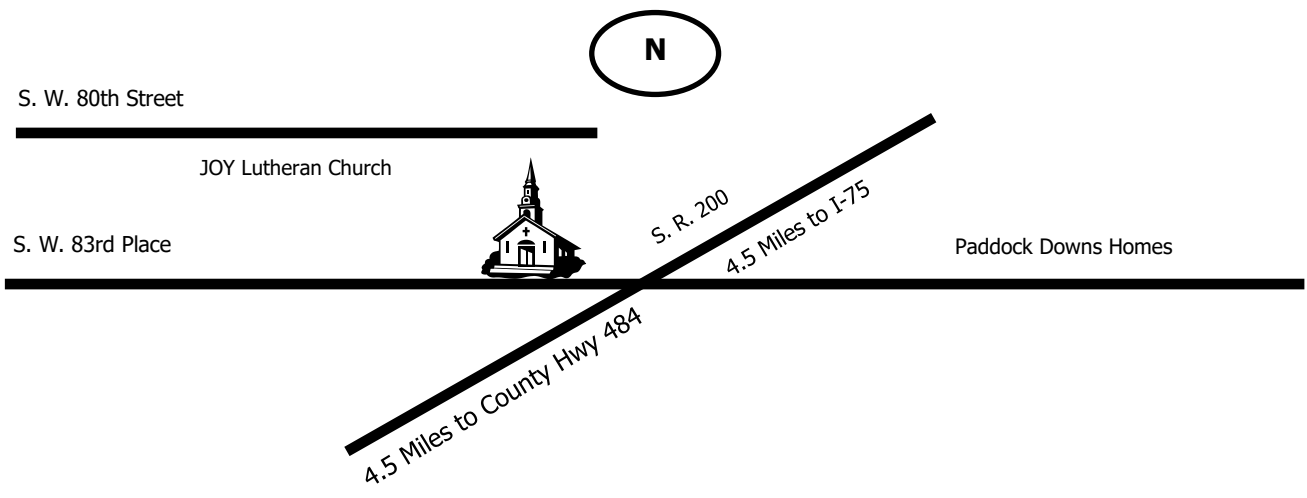 N
S. W. 80th Street
JOY Lutheran Church
S. R. 200
4.5 Miles to I-75
S. W. 83rd Place
Paddock Downs Homes
4.5 Miles to County Hwy 484